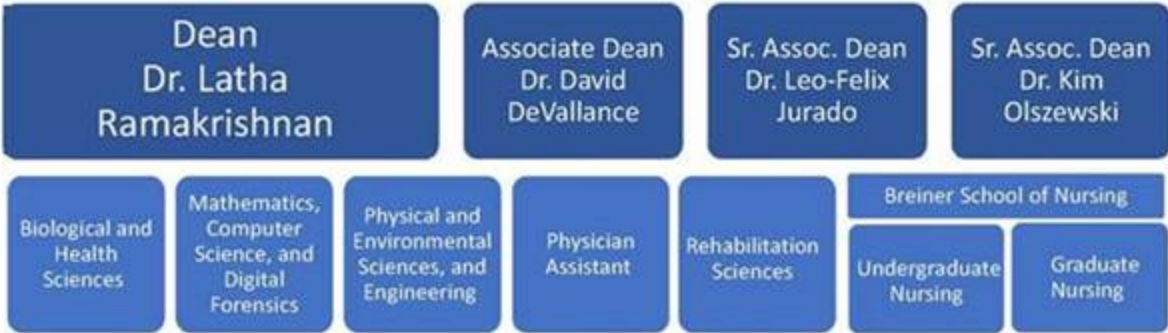 Dean
Dr. Latha
Ramakrishnan
Associate Dean
Dr. David
DeVallance
Sr. Assoc. Dean
Dr. Leo-Felix
Jurado
Sr. Assoc. Dean
Dr. Kim
Olszewski
Biological and
Health
Sciences
Mathematics,
Computer
Science, and
Digital
Forensics
Physical and
Environmental
Sciences, and
Engineering
Physician
Assistant
Rehabilitation
Sciences
Breiner School of Nursing
Undergraduate
Nursing
Graduate
Nursing